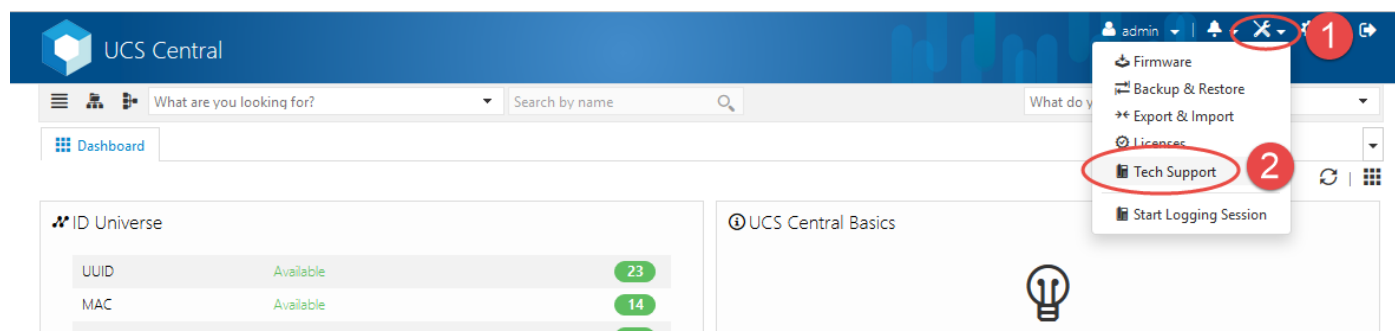 UCS Central
admin
1
Firmware
Backup & Restore
Export & Import
Licenses
Tech Support
2
Start Logging Session
What are you looking for?
Search by name
What do y
Dashboard
ID Universe
UUID Available 23
MAC Available 14
UCS Central Basics